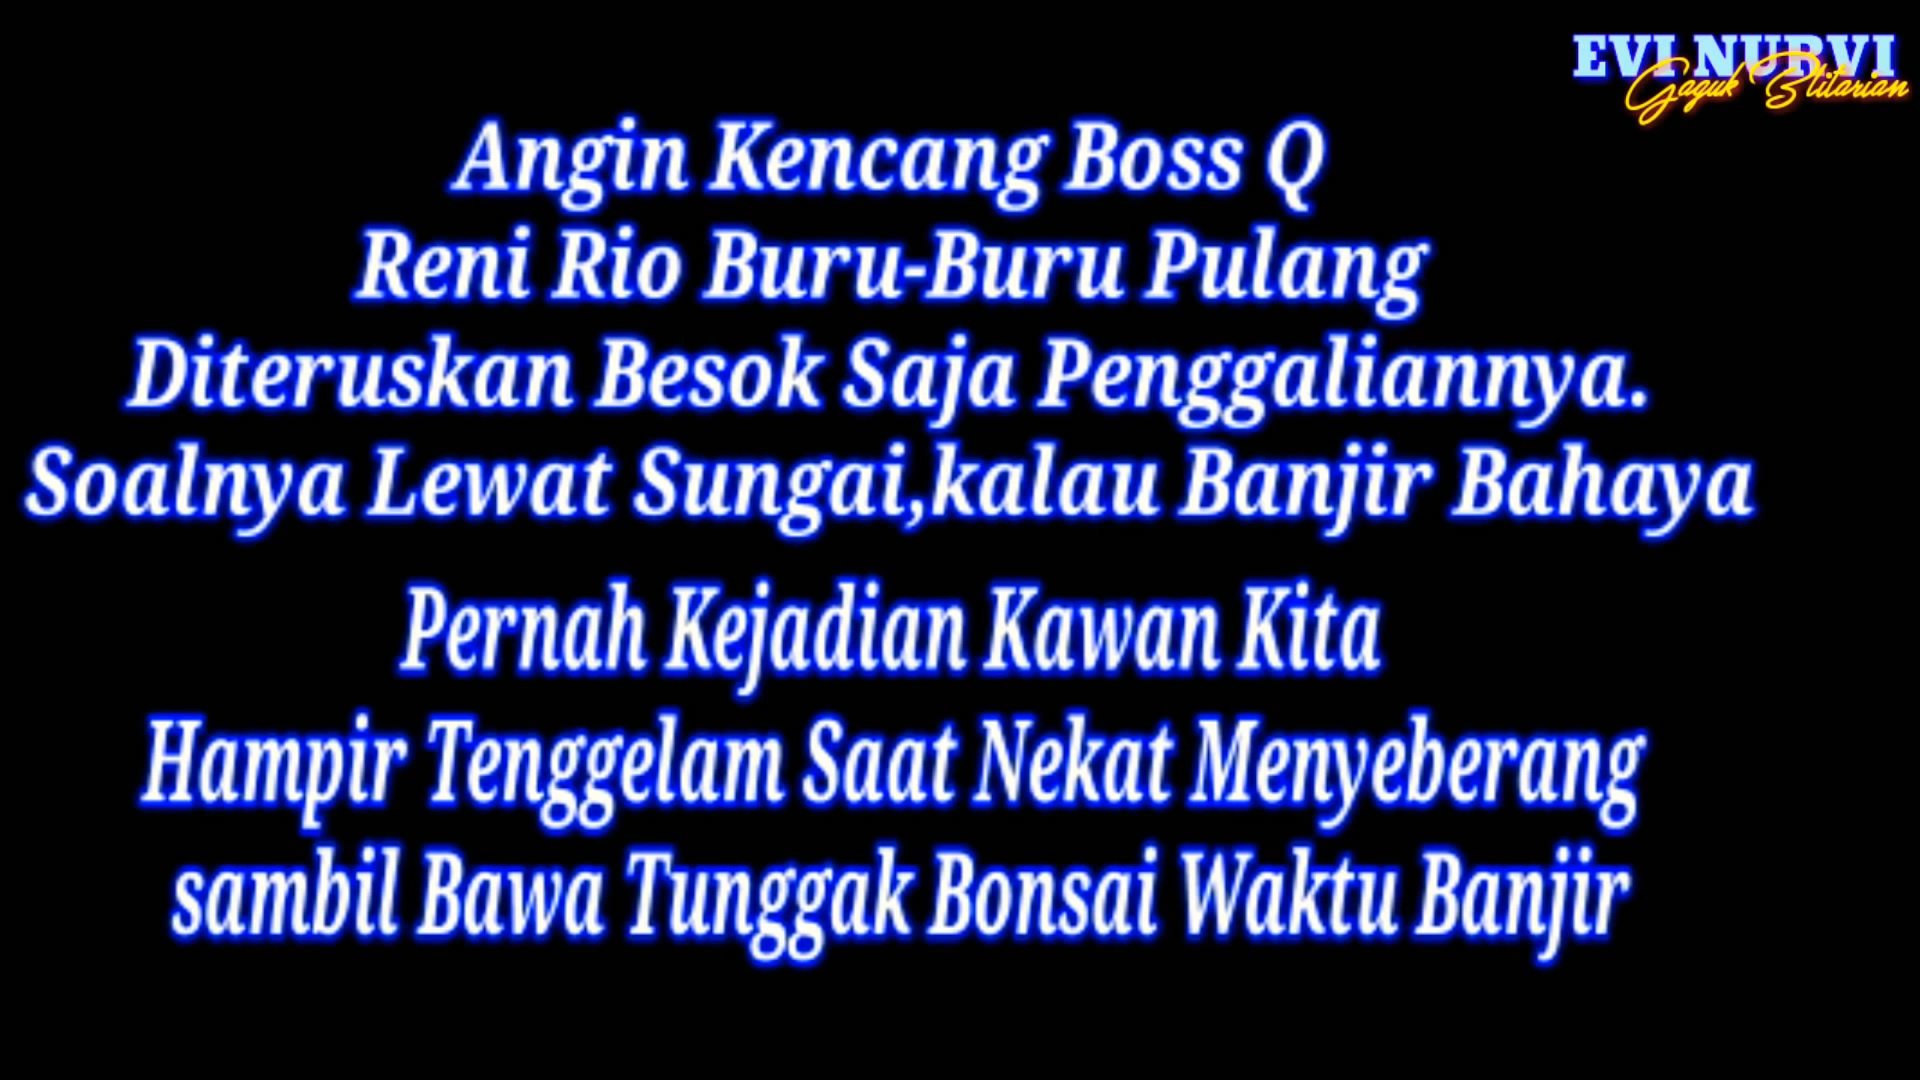 EVI NURVI
Gaguk Blitarian
Angin Kencang Boss Q
Reni Rio Buru-Buru Pulang
Diteruskan Besok Saja Penggaliannya.
Soalnya Lewat Sungai,kalau Banjir Bahaya
Pernah Kejadian Kawan Kita
Hampir Tenggelam Saat Nekat Menyeberang
sambil Bawa Tunggak Bonsai Waktu Banjir